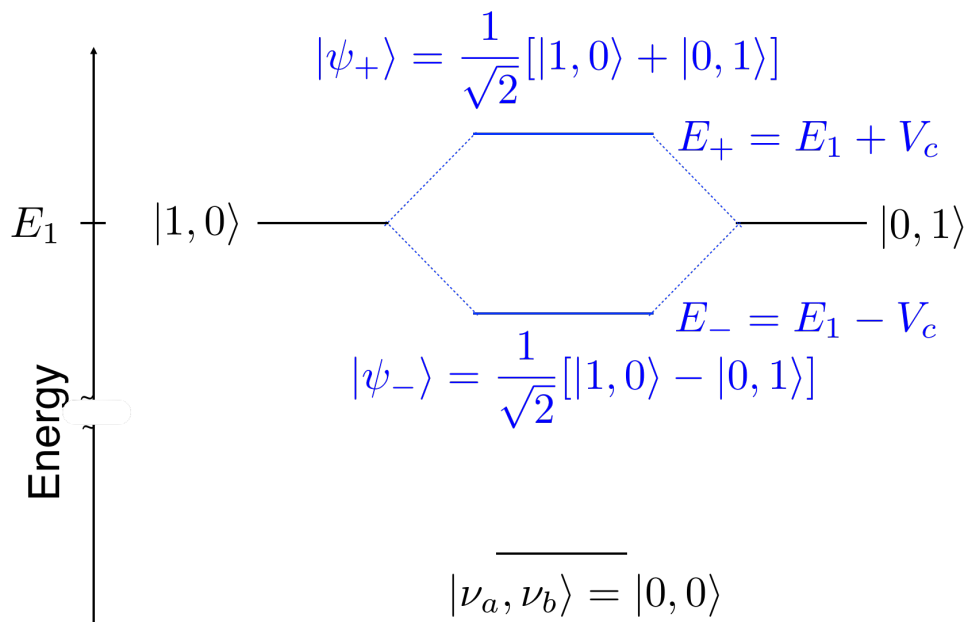 |ψ₊⟩ = 1/√2 [|1, 0⟩ + |0, 1⟩]
E₊ = E₁ + V_c
E₁
|1, 0⟩
|0, 1⟩
E₋ = E₁ − V_c
|ψ₋⟩ = 1/√2 [|1, 0⟩ − |0, 1⟩]
Energy
|ν_a, ν_b⟩ = |0, 0⟩